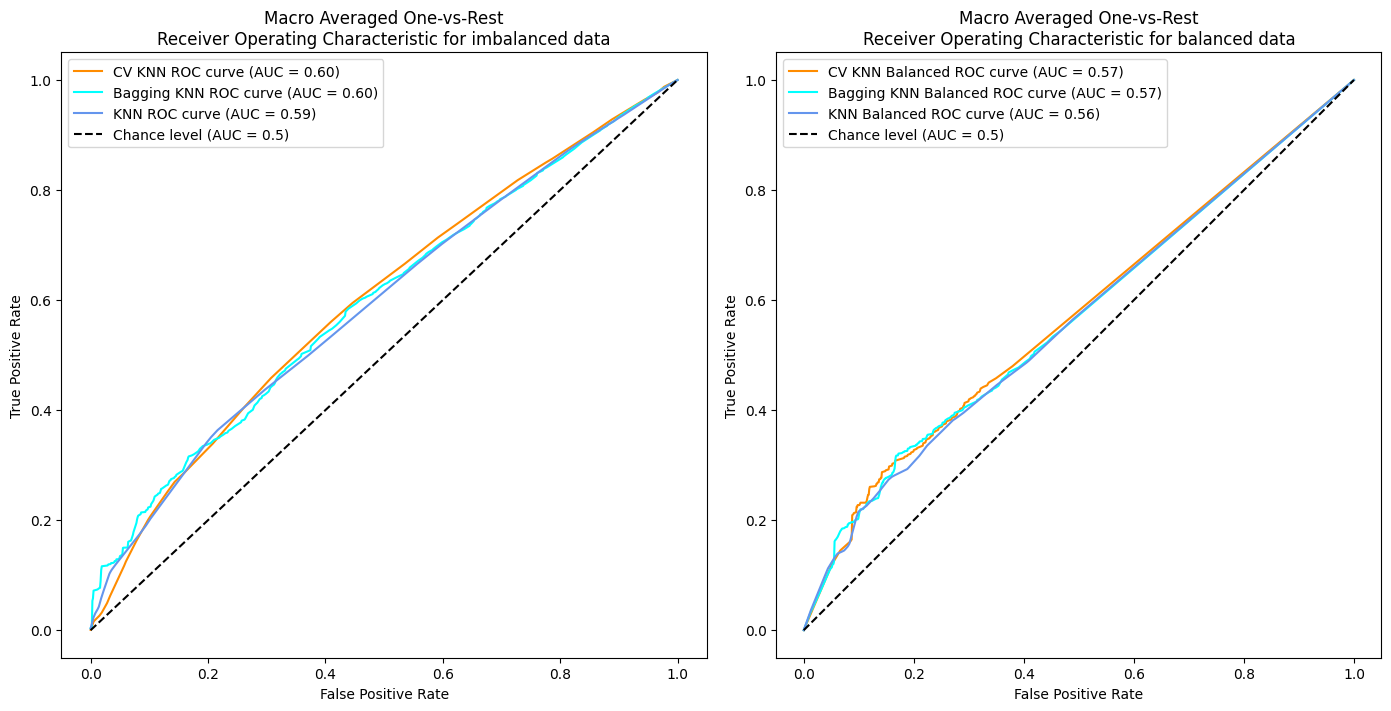 Macro Averaged One-vs-Rest
Receiver Operating Characteristic for imbalanced data
CV KNN ROC curve (AUC = 0.60)
Bagging KNN ROC curve (AUC = 0.60)
KNN ROC curve (AUC = 0.59)
Chance level (AUC = 0.5)
1.0
0.8
0.6
0.4
0.2
0.0
True Positive Rate
0.0 0.2 0.4 0.6 0.8 1.0
False Positive Rate
Macro Averaged One-vs-Rest
Receiver Operating Characteristic for balanced data
CV KNN Balanced ROC curve (AUC = 0.57)
Bagging KNN Balanced ROC curve (AUC = 0.57)
KNN Balanced ROC curve (AUC = 0.56)
Chance level (AUC = 0.5)
1.0
0.8
0.6
0.4
0.2
0.0
True Positive Rate
0.0 0.2 0.4 0.6 0.8 1.0
False Positive Rate